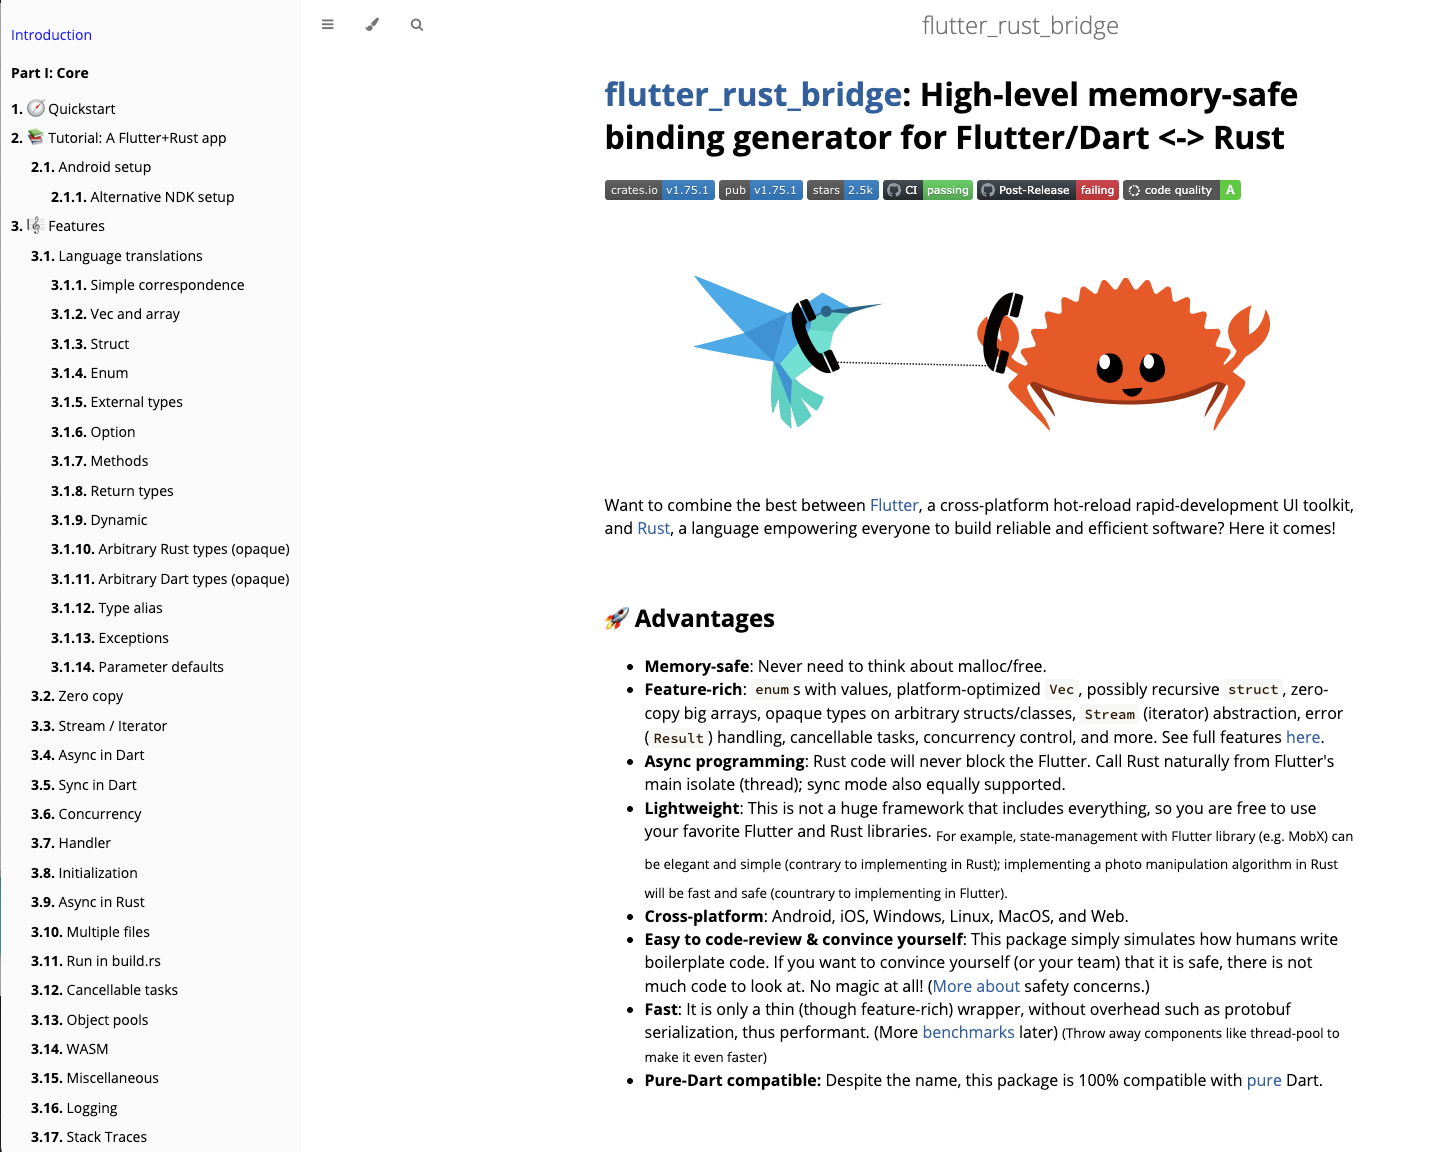 Introduction
Part I: Core
1. Quickstart
2. Tutorial: A Flutter+Rust app
2.1. Android setup
2.1.1. Alternative NDK setup
3. Features
3.1. Language translations
3.1.1. Simple correspondence
3.1.2. Vec and array
3.1.3. Struct
3.1.4. Enum
3.1.5. External types
3.1.6. Option
3.1.7. Methods
3.1.8. Return types
3.1.9. Dynamic
3.1.10. Arbitrary Rust types (opaque)
3.1.11. Arbitrary Dart types (opaque)
3.1.12. Type alias
3.1.13. Exceptions
3.1.14. Parameter defaults
3.2. Zero copy
3.3. Stream / Iterator
3.4. Async in Dart
3.5. Sync in Dart
3.6. Concurrency
3.7. Handler
3.8. Initialization
3.9. Async in Rust
3.10. Multiple files
3.11. Run in build.rs
3.12. Cancellable tasks
3.13. Object pools
3.14. WASM
3.15. Miscellaneous
3.16. Logging
3.17. Stack Traces
flutter_rust_bridge
flutter_rust_bridge: High-level memory-safe
binding generator for Flutter/Dart <-> Rust
crates.io v1.75.1 pub v1.75.1 stars 2.5k CI passing Post-Release failing code quality A
Want to combine the best between Flutter, a cross-platform hot-reload rapid-development UI toolkit,
and Rust, a language empowering everyone to build reliable and efficient software? Here it comes!
🚀 Advantages
• Memory-safe: Never need to think about malloc/free.
• Feature-rich: enums with values, platform-optimized Vec, possibly recursive struct, zero-
copy big arrays, opaque types on arbitrary structs/classes, Stream (iterator) abstraction, error
(Result) handling, cancellable tasks, concurrency control, and more. See full features here.
• Async programming: Rust code will never block the Flutter. Call Rust naturally from Flutter's
main isolate (thread); sync mode also equally supported.
• Lightweight: This is not a huge framework that includes everything, so you are free to use
your favorite Flutter and Rust libraries. For example, state-management with Flutter library (e.g. MobX) can
be elegant and simple (contrary to implementing in Rust); implementing a photo manipulation algorithm in Rust
will be fast and safe (countrary to implementing in Flutter).
• Cross-platform: Android, iOS, Windows, Linux, MacOS, and Web.
• Easy to code-review & convince yourself: This package simply simulates how humans write
boilerplate code. If you want to convince yourself (or your team) that it is safe, there is not
much code to look at. No magic at all! (More about safety concerns.)
• Fast: It is only a thin (though feature-rich) wrapper, without overhead such as protobuf
serialization, thus performant. (More benchmarks later) (Throw away components like thread-pool to
make it even faster)
• Pure-Dart compatible: Despite the name, this package is 100% compatible with pure Dart.